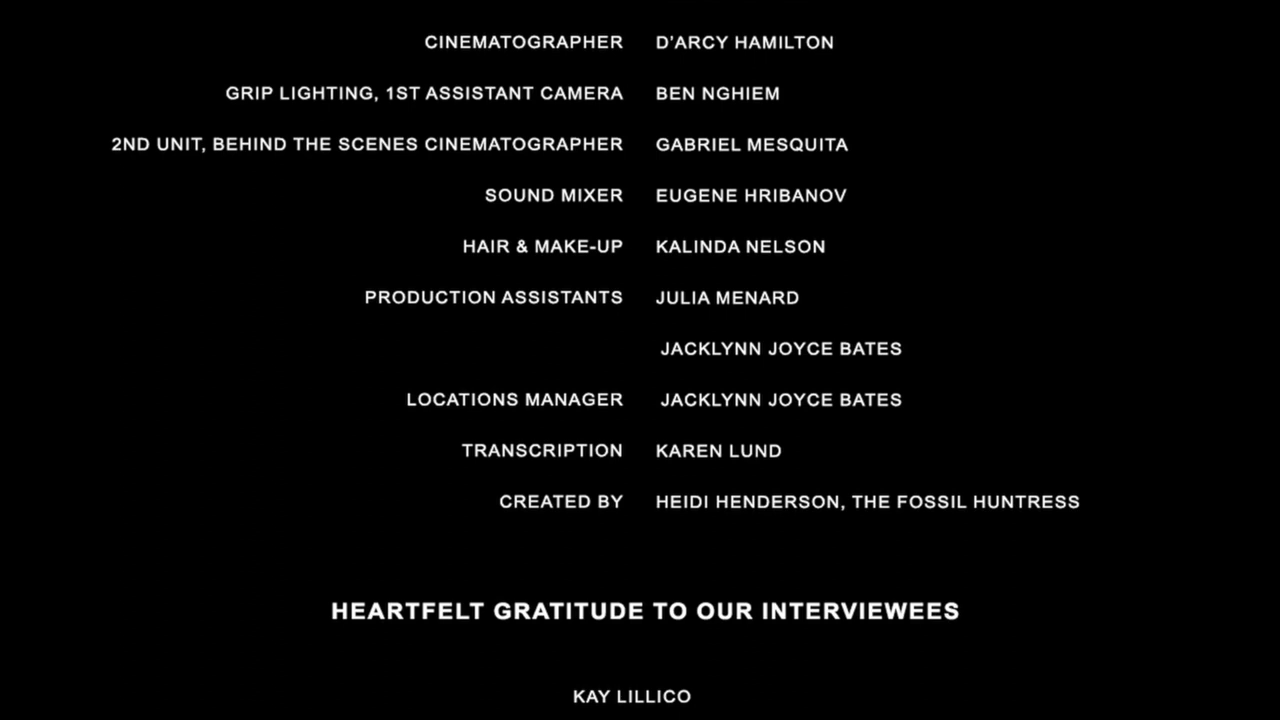 CINEMATOGRAPHER D'ARCY HAMILTON
GRIP LIGHTING, 1ST ASSISTANT CAMERA BEN NGHIEM
2ND UNIT, BEHIND THE SCENES CINEMATOGRAPHER GABRIEL MESQUITA
SOUND MIXER EUGENE HRIBANOV
HAIR & MAKE-UP KALINDA NELSON
PRODUCTION ASSISTANTS JULIA MENARD
JACKLYNN JOYCE BATES
LOCATIONS MANAGER JACKLYNN JOYCE BATES
TRANSCRIPTION KAREN LUND
CREATED BY HEIDI HENDERSON, THE FOSSIL HUNTRESS
HEARTFELT GRATITUDE TO OUR INTERVIEWEES
KAY LILLICO